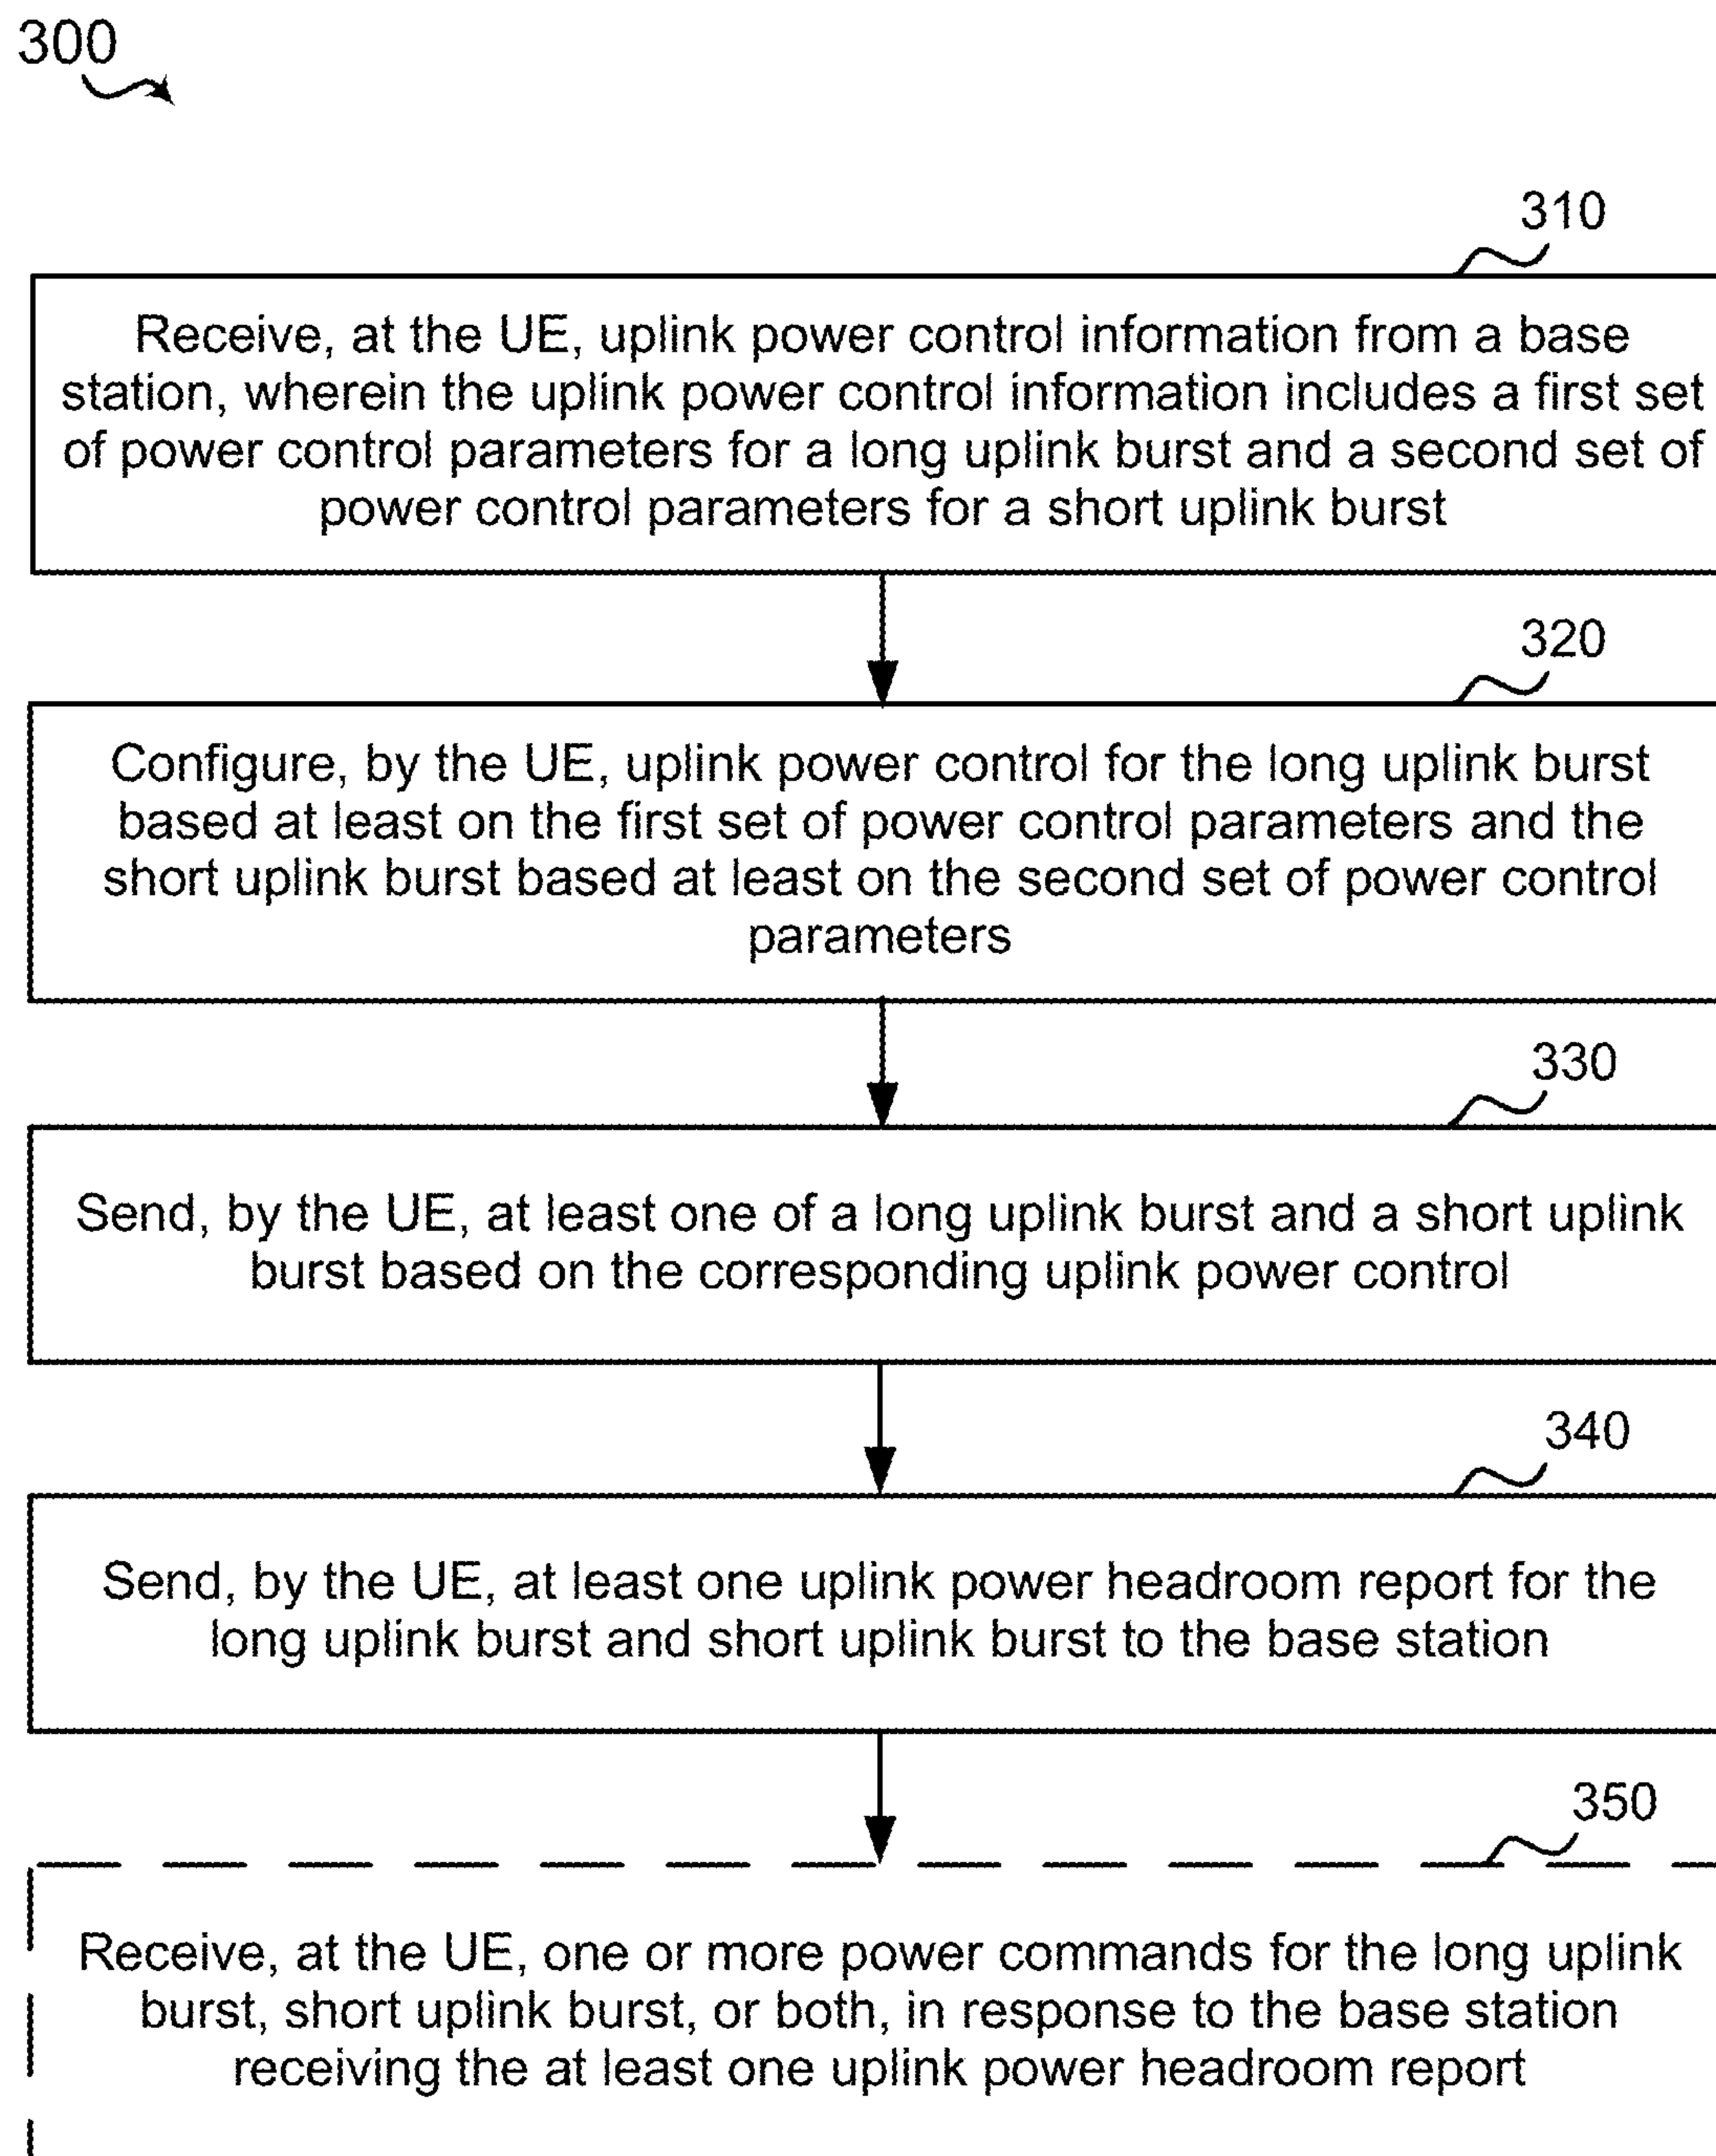 300
310
Receive, at the UE, uplink power control information from a base
station, wherein the uplink power control information includes a first set
of power control parameters for a long uplink burst and a second set of
power control parameters for a short uplink burst
320
Configure, by the UE, uplink power control for the long uplink burst
based at least on the first set of power control parameters and the
short uplink burst based at least on the second set of power control
parameters
330
Send, by the UE, at least one of a long uplink burst and a short uplink
burst based on the corresponding uplink power control
340
Send, by the UE, at least one uplink power headroom report for the
long uplink burst and short uplink burst to the base station
350
Receive, at the UE, one or more power commands for the long uplink
burst, short uplink burst, or both, in response to the base station
receiving the at least one uplink power headroom report